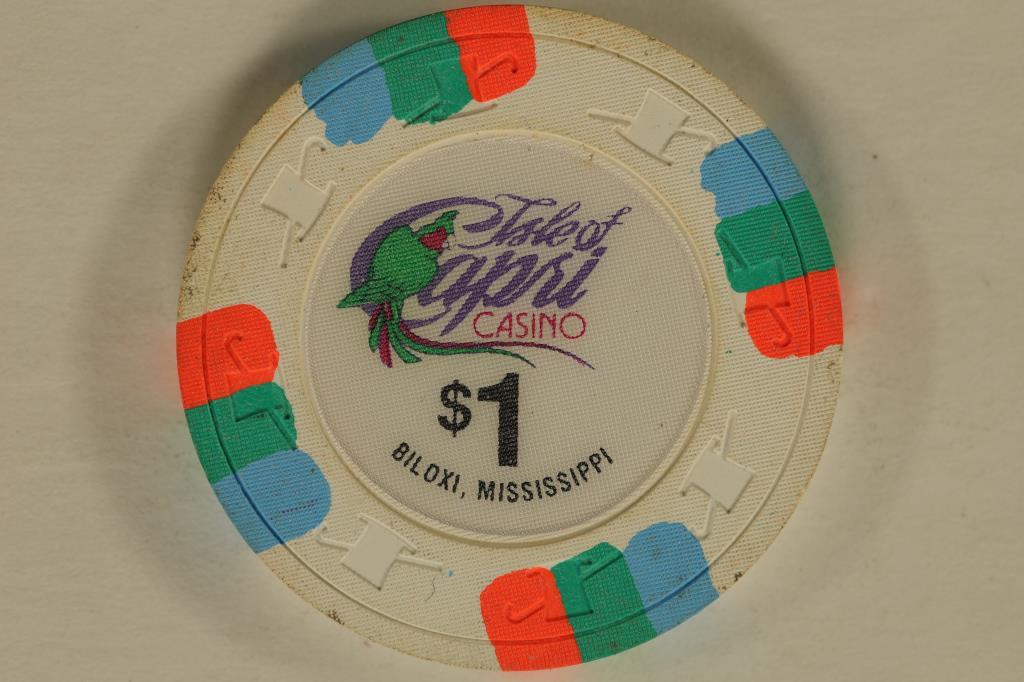 Isle of
Capri
CASINO
$1
BILOXI, MISSISSIPPI